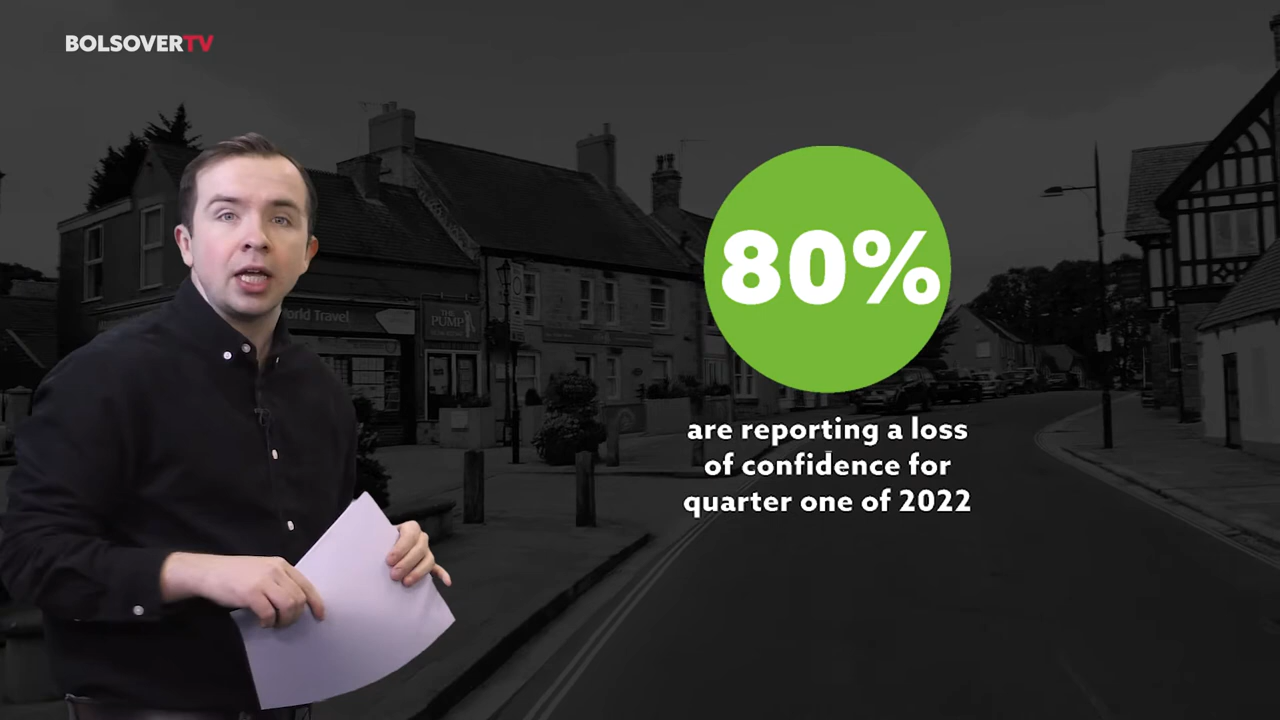 BOLSOVERTV
World Travel
THE
PUMP
80%
are reporting a loss
of confidence for
quarter one of 2022